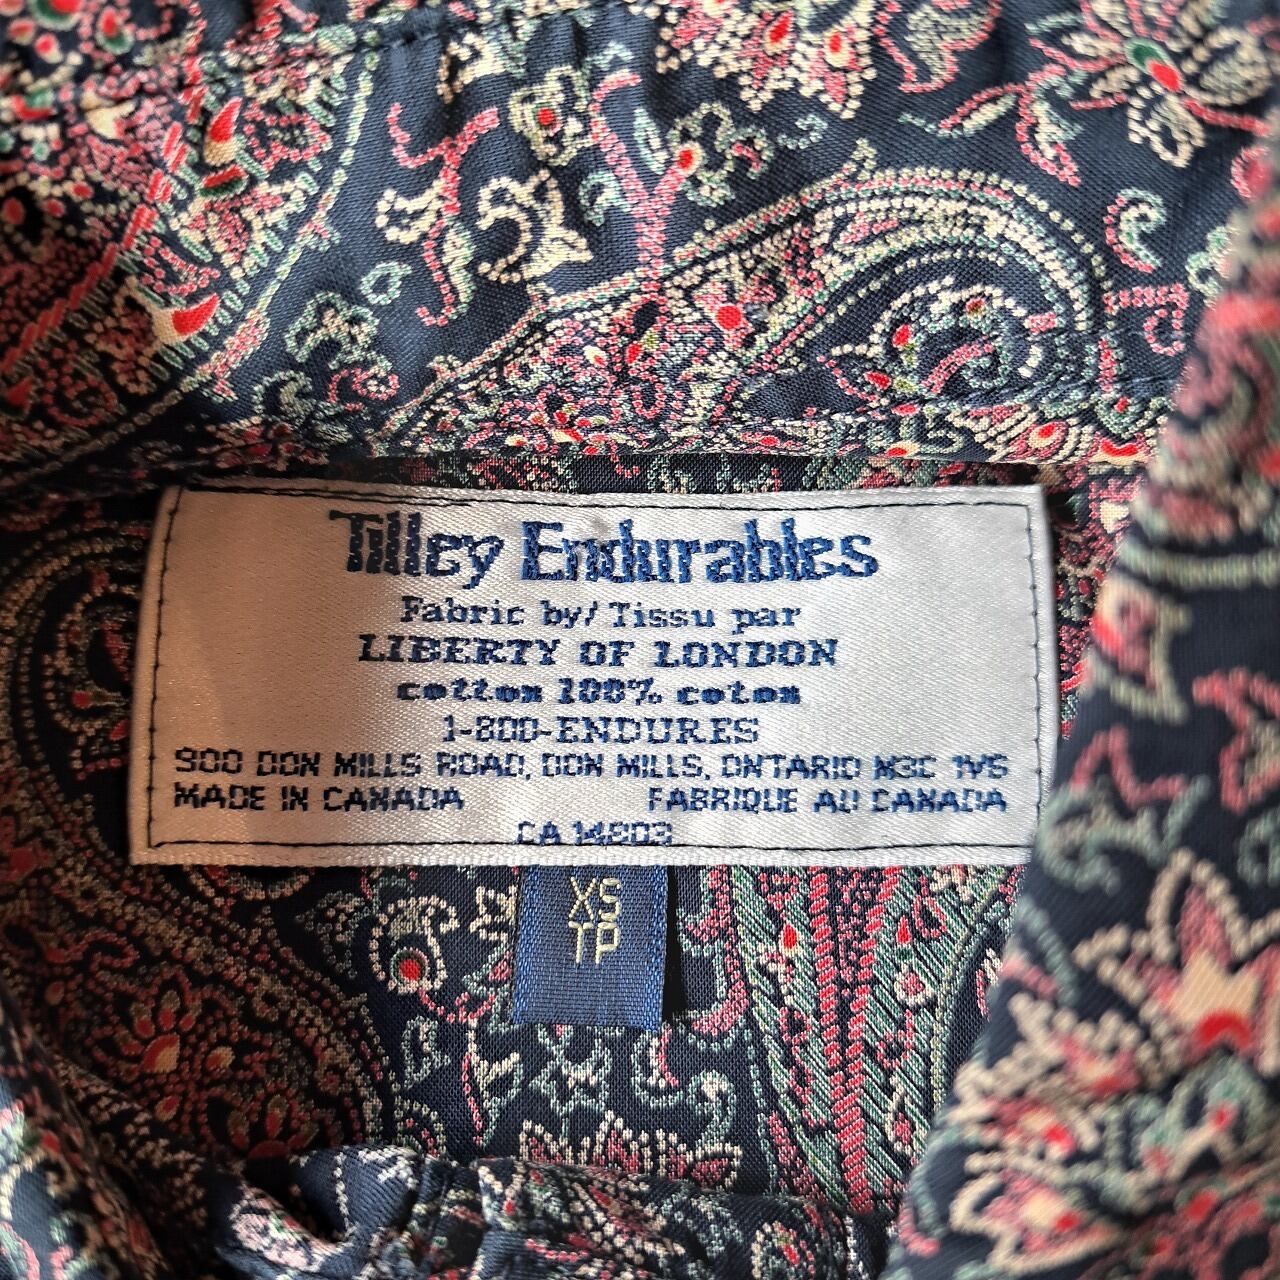 Tilley Endurables
Fabric by/Tissu par
LIBERTY OF LONDON
cotton 100% coton
1-800-ENDURES
900 DON MILLS ROAD, DON MILLS, ONTARIO M3C 1V6
MADE IN CANADA FABRIQUE AU CANADA
CA 14803
XS
TP